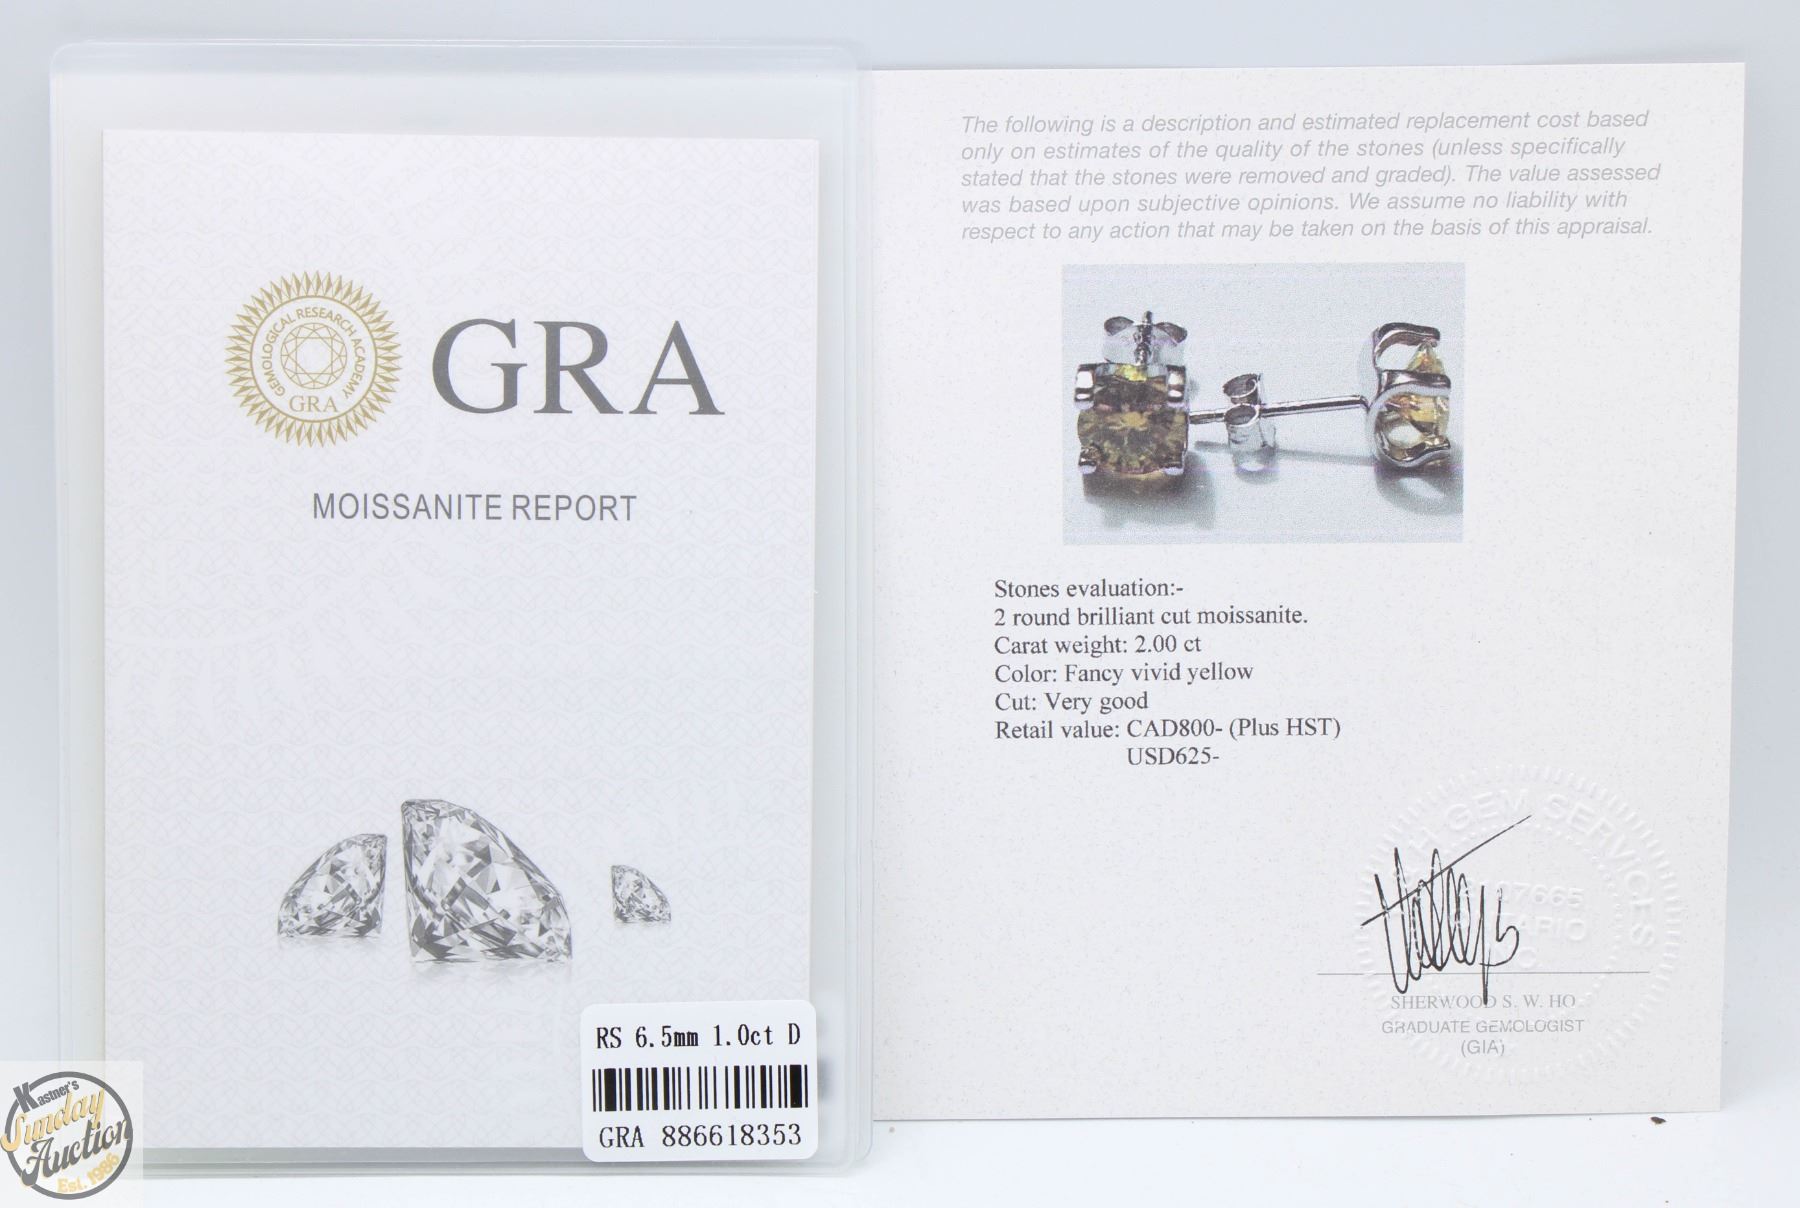 GEMOLOGICAL RESEARCH ACADEMY
GRA
GRA
MOISSANITE REPORT
RS 6.5mm 1.0ct D
GRA 886618353
The following is a description and estimated replacement cost based
only on estimates of the quality of the stones (unless specifically
stated that the stones were removed and graded). The value assessed
was based upon subjective opinions. We assume no liability with
respect to any action that may be taken on the basis of this appraisal.
Stones evaluation:-
2 round brilliant cut moissanite.
Carat weight: 2.00 ct
Color: Fancy vivid yellow
Cut: Very good
Retail value: CAD800- (Plus HST)
USD625-
GEM SERVICES
7665
SHERWOOD S. W. HO
GRADUATE GEMOLOGIST
(GIA)
Kastner's
Sunday
Auction
Est. 1986